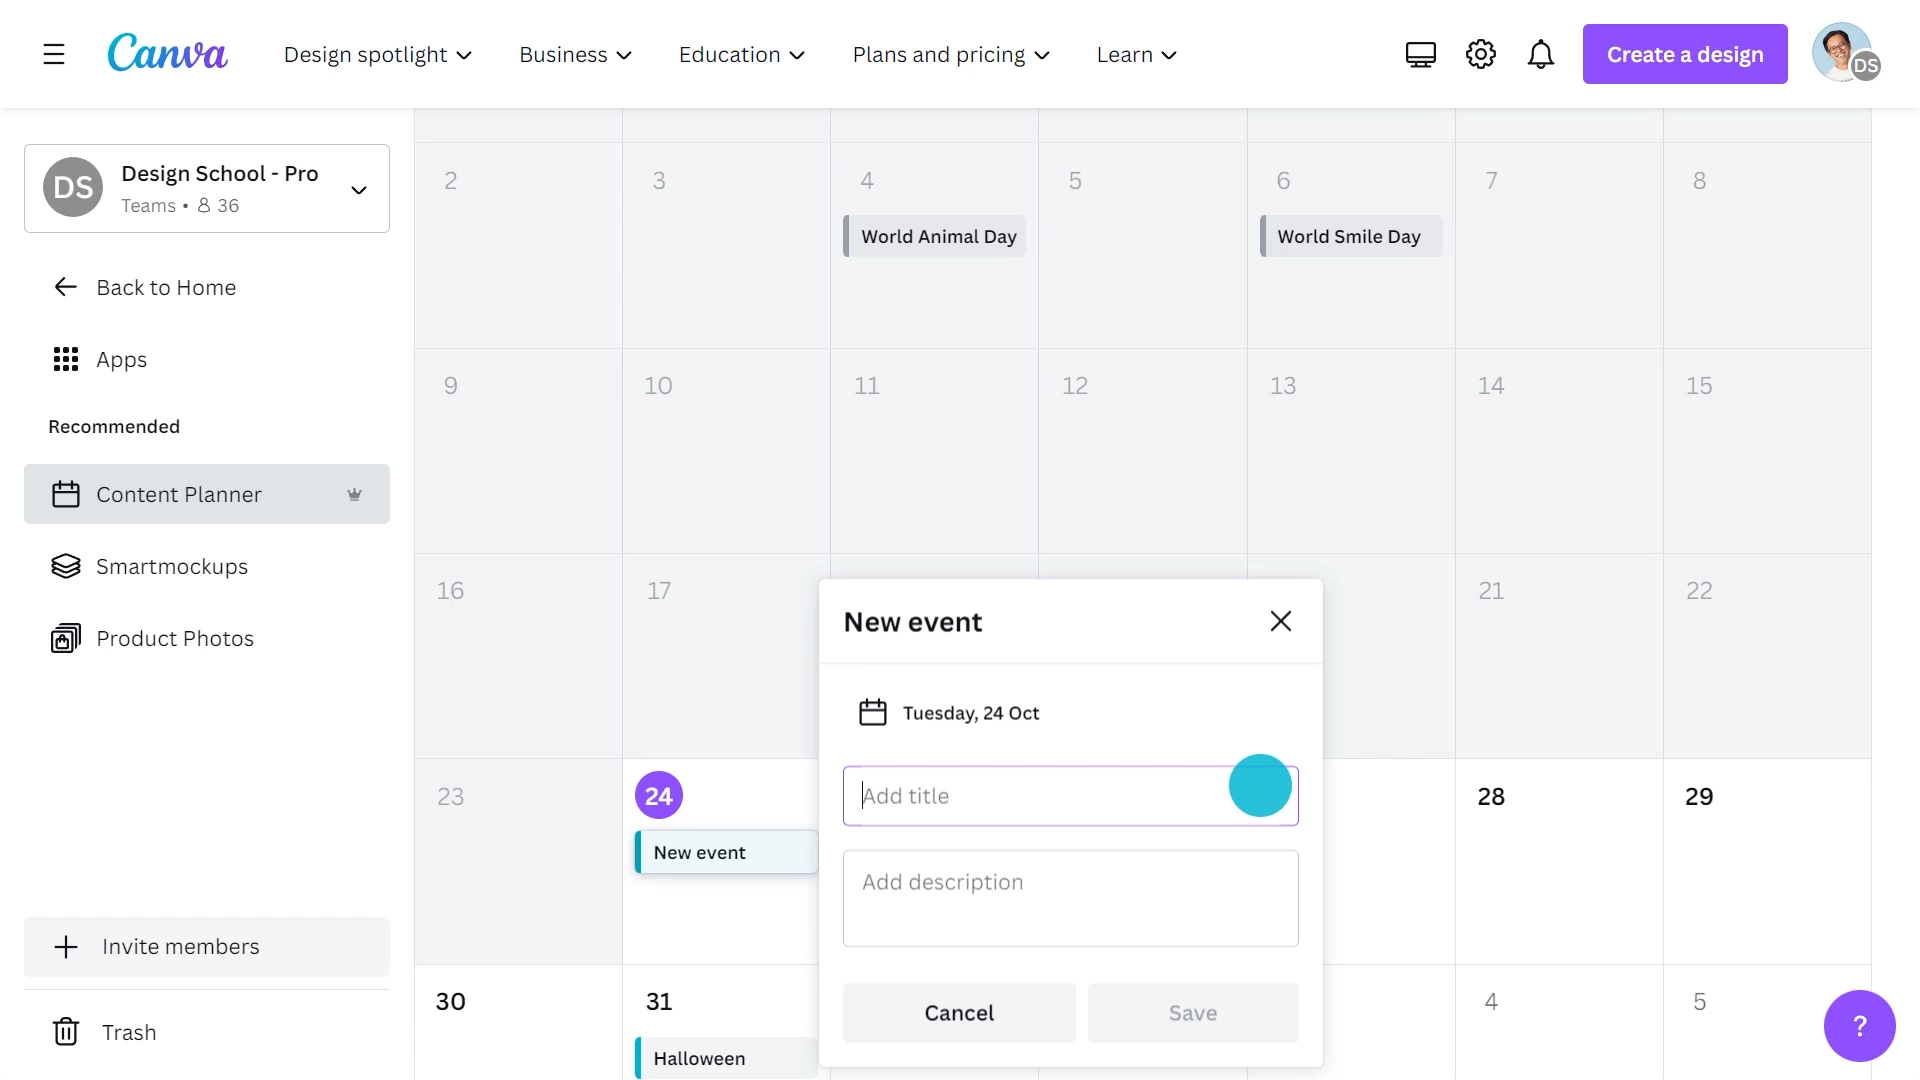 Canva
Design spotlight
Business
Education
Plans and pricing
Learn
Create a design
DS
DS
Design School - Pro
Teams • 36
Back to Home
Apps
Recommended
Content Planner
Smartmockups
Product Photos
Invite members
Trash
2 3 4 5 6 7 8
World Animal Day
World Smile Day
9 10 11 12 13 14 15
16 17 21 22
23 24 28 29
New event
30 31 4 5
Halloween
New event
Tuesday, 24 Oct
Add title
Add description
Cancel
Save
?